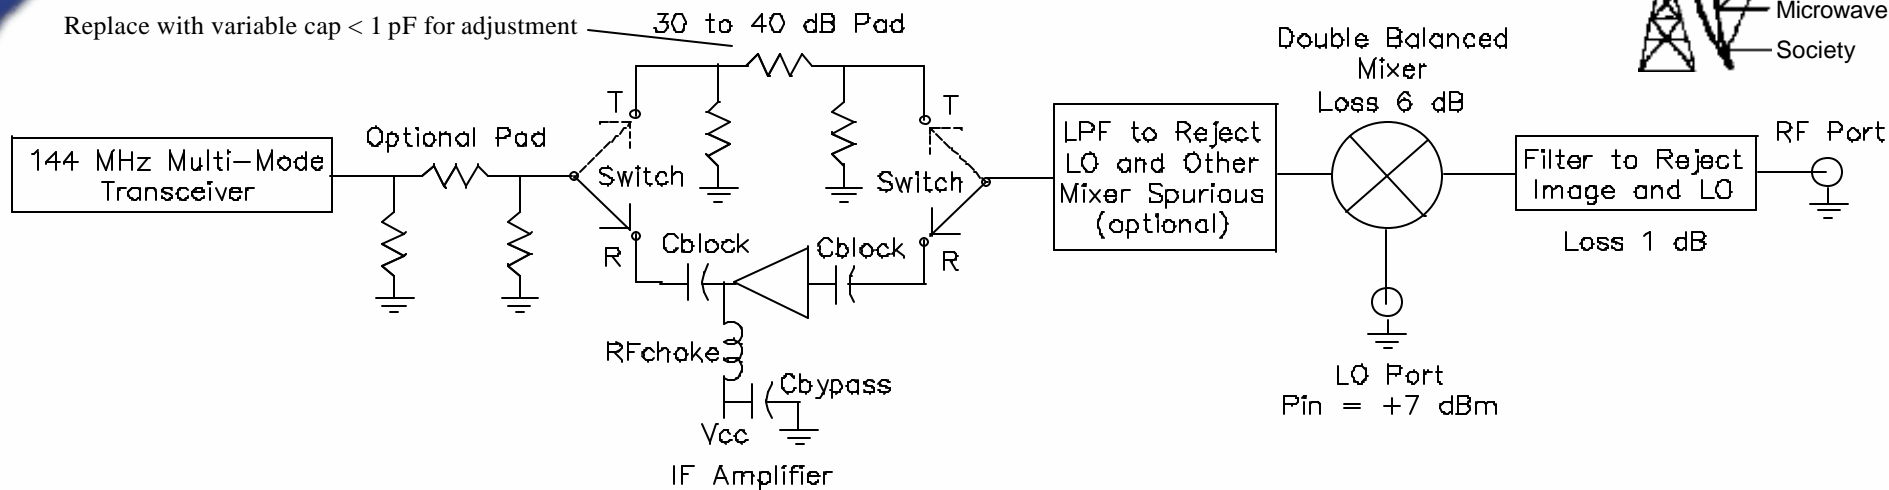 Replace with variable cap < 1 pF for adjustment
30 to 40 dB Pad
Microwave
Society
Double Balanced
Mixer
Loss 6 dB
T
T
Optional Pad
144 MHz Multi-Mode
Transceiver
Switch
Switch
LPF to Reject
LO and Other
Mixer Spurious
(optional)
Filter to Reject
Image and LO
RF Port
Loss 1 dB
R
Cblock
Cblock
R
RFchoke
Cbypass
Vcc
IF Amplifier
LO Port
Pin = +7 dBm